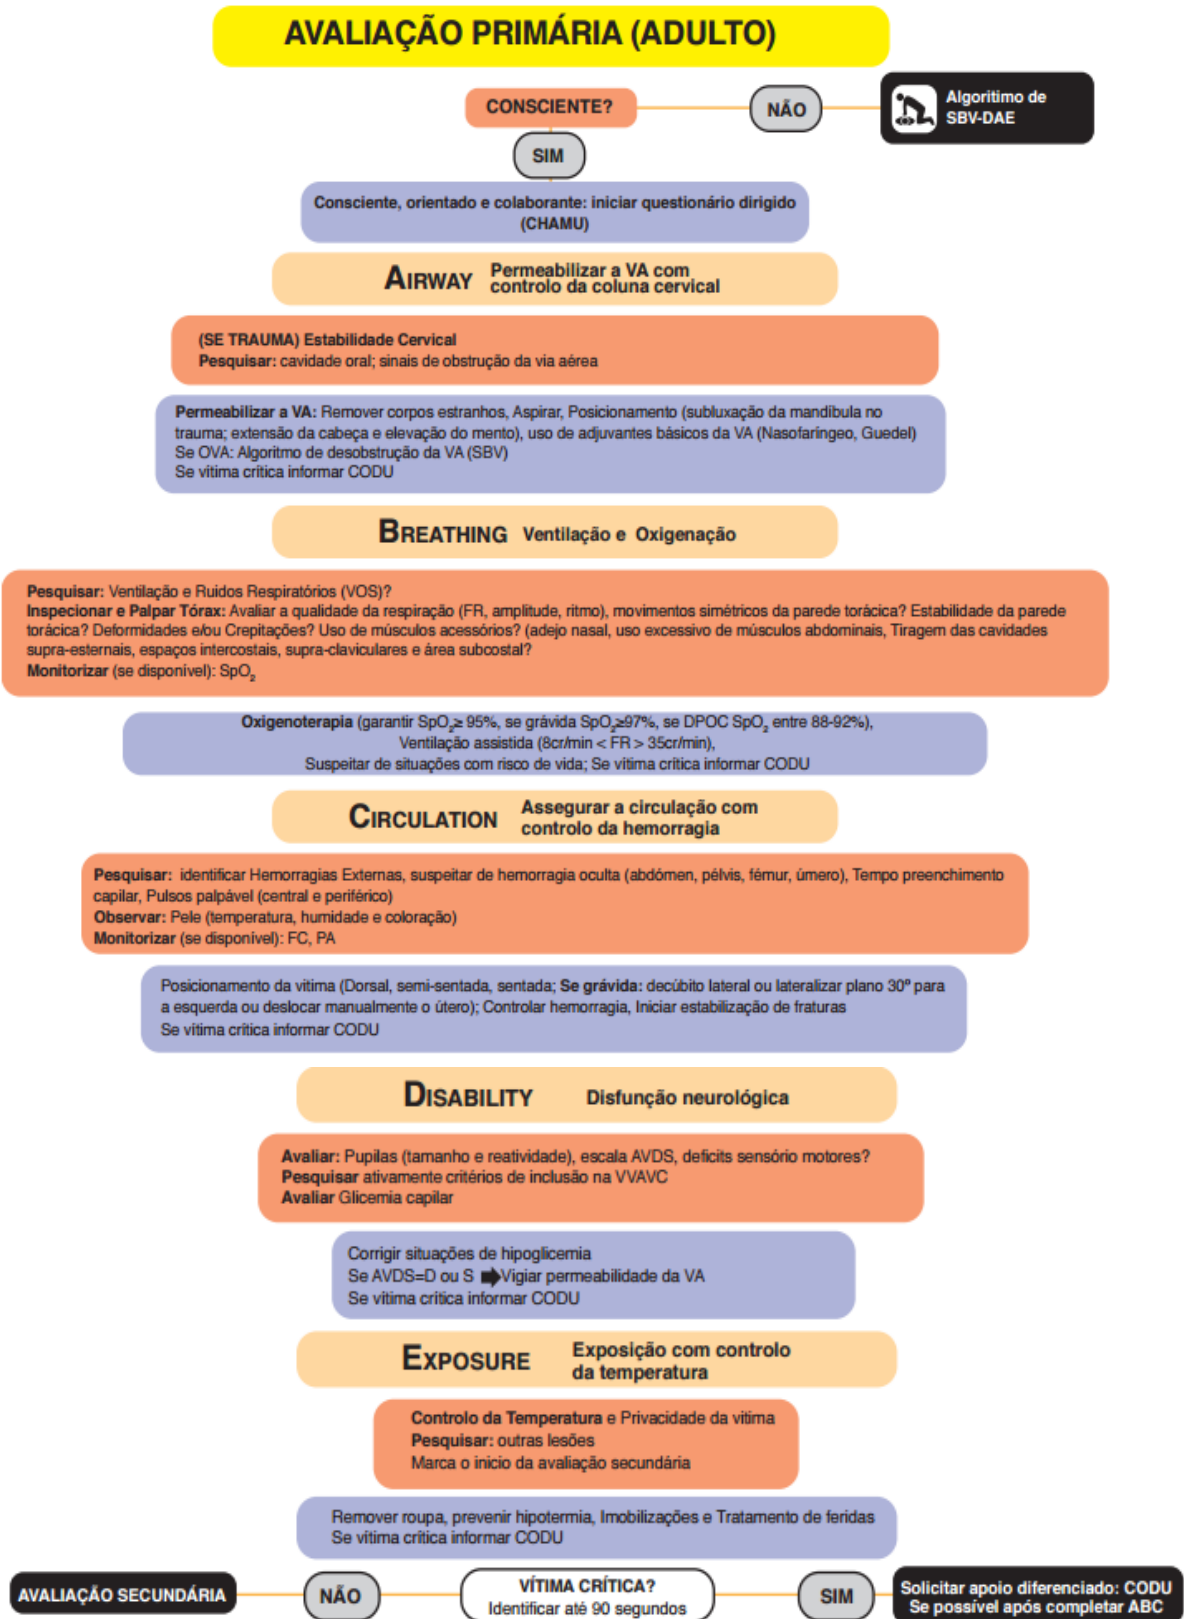 AVALIAÇÃO PRIMÁRIA (ADULTO)
CONSCIENTE?
NÃO
Algoritimo de
SBV-DAE
SIM
Consciente, orientado e colaborante: iniciar questionário dirigido
(CHAMU)
AIRWAY Permeabilizar a VA com
controlo da coluna cervical
(SE TRAUMA) Estabilidade Cervical
Pesquisar: cavidade oral; sinais de obstrução da via aérea
Permeabilizar a VA: Remover corpos estranhos, Aspirar, Posicionamento (subluxação da mandíbula no
trauma; extensão da cabeça e elevação do mento), uso de adjuvantes básicos da VA (Nasofaríngeo, Guedel)
Se OVA: Algoritmo de desobstrução da VA (SBV)
Se vítima crítica informar CODU
BREATHING Ventilação e Oxigenação
Pesquisar: Ventilação e Ruidos Respiratórios (VOS)?
Inspecionar e Palpar Tórax: Avaliar a qualidade da respiração (FR, amplitude, ritmo), movimentos simétricos da parede torácica? Estabilidade da parede
torácica? Deformidades e/ou Crepitações? Uso de músculos acessórios? (adejo nasal, uso excessivo de músculos abdominais, Tiragem das cavidades
supra-esternais, espaços intercostais, supra-claviculares e área subcostal?
Monitorizar (se disponível): SpO₂
Oxigenoterapia (garantir SpO₂≥ 95%, se grávida SpO₂≥97%, se DPOC SpO₂ entre 88-92%),
Ventilação assistida (8cr/min < FR > 35cr/min),
Suspeitar de situações com risco de vida; Se vítima crítica informar CODU
CIRCULATION Assegurar a circulação com
controlo da hemorragia
Pesquisar: identificar Hemorragias Externas, suspeitar de hemorragia oculta (abdómen, pélvis, fémur, úmero), Tempo preenchimento
capilar, Pulsos palpável (central e periférico)
Observar: Pele (temperatura, humidade e coloração)
Monitorizar (se disponível): FC, PA
Posicionamento da vítima (Dorsal, semi-sentada, sentada; Se grávida: decúbito lateral ou lateralizar plano 30º para
a esquerda ou deslocar manualmente o útero); Controlar hemorragia, Iniciar estabilização de fraturas
Se vítima crítica informar CODU
DISABILITY Disfunção neurológica
Avaliar: Pupilas (tamanho e reatividade), escala AVDS, deficits sensório motores?
Pesquisar ativamente critérios de inclusão na VVAVC
Avaliar Glicemia capilar
Corrigir situações de hipoglicemia
Se AVDS=D ou S ➡Vigiar permeabilidade da VA
Se vítima crítica informar CODU
EXPOSURE Exposição com controlo
da temperatura
Controlo da Temperatura e Privacidade da vítima
Pesquisar: outras lesões
Marca o inicio da avaliação secundária
Remover roupa, prevenir hipotermia, Imobilizações e Tratamento de feridas
Se vítima crítica informar CODU
AVALIAÇÃO SECUNDÁRIA
NÃO
VÍTIMA CRÍTICA?
Identificar até 90 segundos
SIM
Solicitar apoio diferenciado: CODU
Se possível após completar ABC